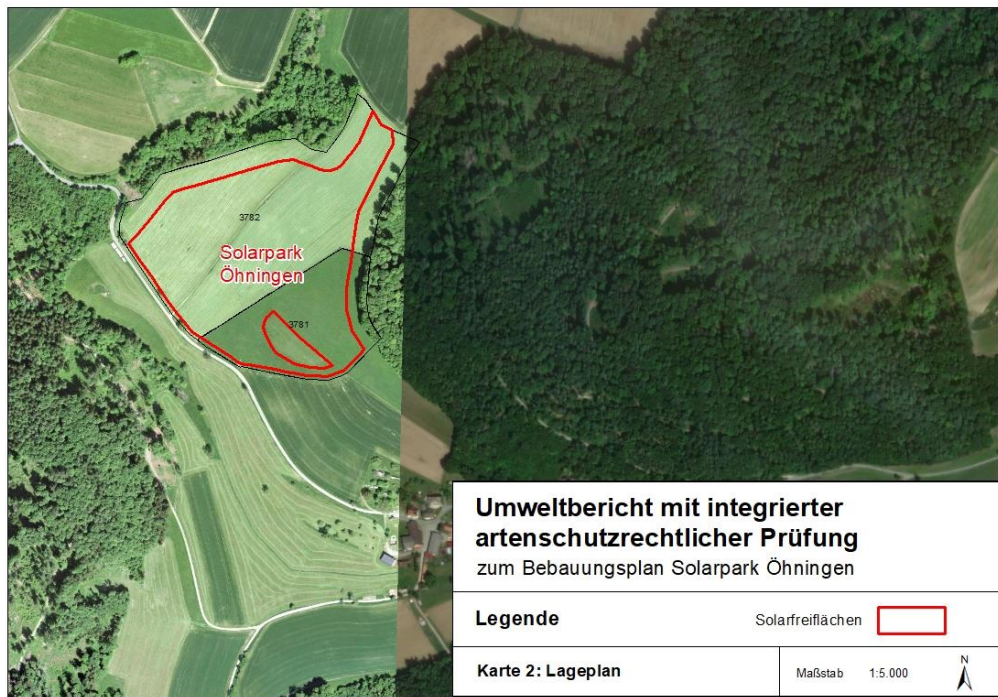 3782
Solarpark
Öhningen
3781
Umweltbericht mit integrierter
artenschutzrechtlicher Prüfung
zum Bebauungsplan Solarpark Öhningen
Legende
Solarfreiflächen
Karte 2: Lageplan
Maßstab 1:5.000
N